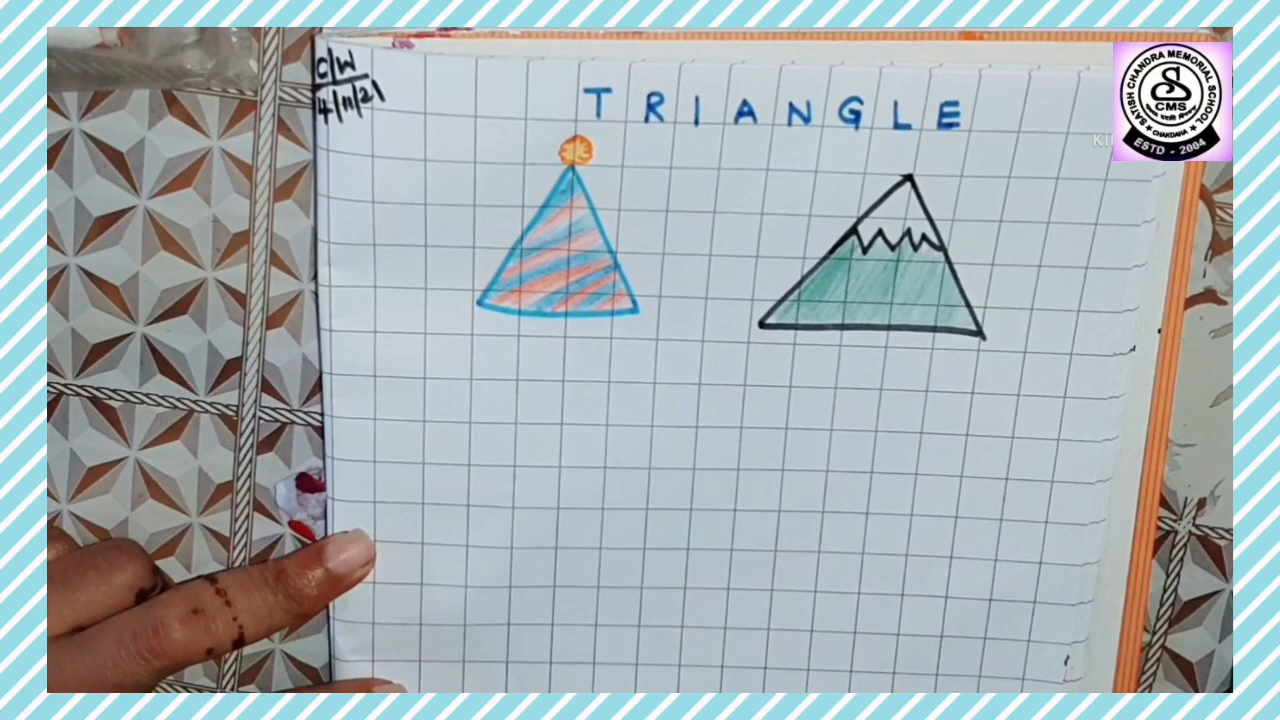 C/W
4/11/21
TRIANGLE
SATISH CHANDRA MEMORIAL SCHOOL
CMS
★ CHAKDAHA ★
ESTD - 2004